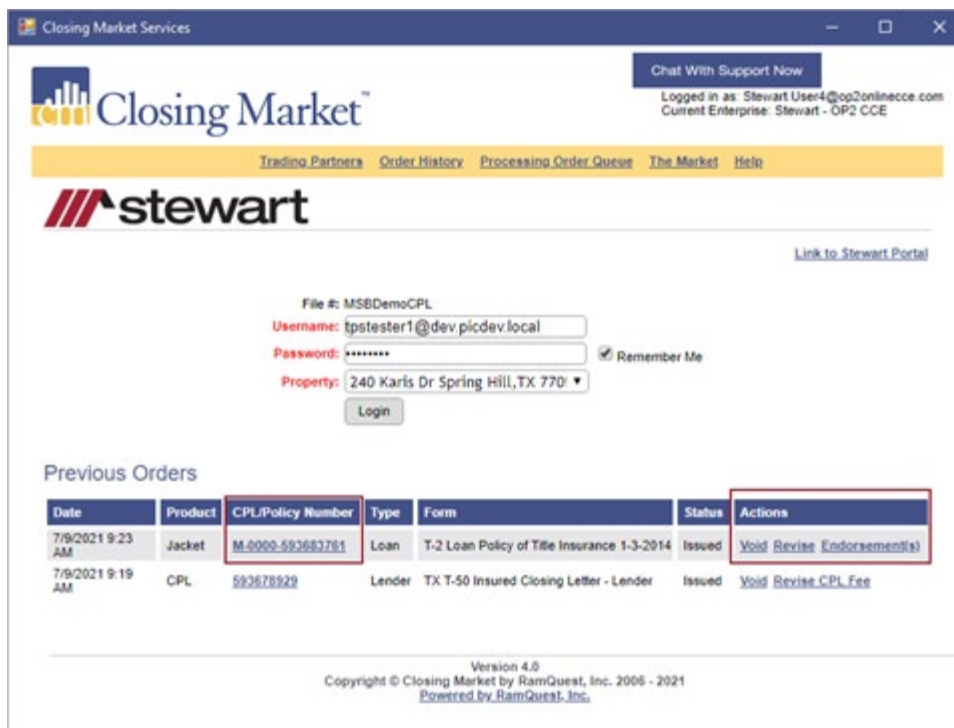 Closing Market Services
Chat With Support Now
cm Closing Market™
Logged in as: Stewart.User4@op2onlinecce.com
Current Enterprise: Stewart - OP2 CCE
Trading Partners Order History Processing Order Queue The Market Help
stewart
Link to Stewart Portal
File #: MSBDemoCPL
Username: tpstester1@dev.picdev.local
Password: ••••••••
Remember Me
Property: 240 Karis Dr Spring Hill,TX 770
Login
Previous Orders
Date Product CPL/Policy Number Type Form Status Actions
7/9/2021 9:23 AM Jacket M-0000-593683761 Loan T-2 Loan Policy of Title Insurance 1-3-2014 Issued Void Revise Endorsement(s)
7/9/2021 9:19 AM CPL 593678929 Lender TX T-50 Insured Closing Letter - Lender Issued Void Revise CPL Fee
Version 4.0
Copyright © Closing Market by RamQuest, Inc. 2006 - 2021
Powered by RamQuest, Inc.